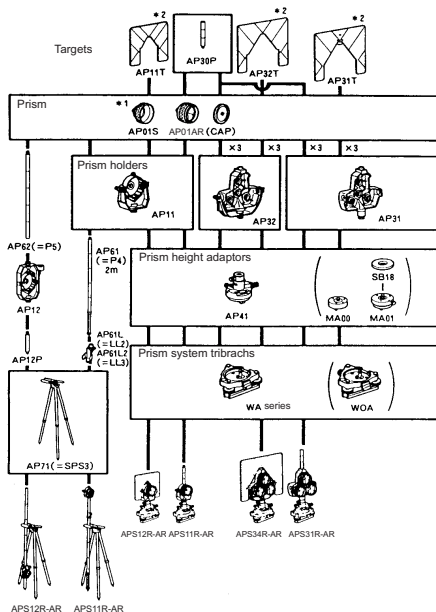 *2 *2 *2
Targets
AP11T AP30P AP32T AP31T
Prism
*1
AP01S AP01AR (CAP)
×3 ×3 ×3 ×3
Prism holders
AP11 AP32 AP31
AP62(=P5)
AP61
(=P4)
2m
Prism height adaptors
SB18
AP12
AP41 MA00 MA01
AP61L
(=LL2)
AP61L2
(=LL3)
AP12P
Prism system tribrachs
WA series WOA
AP71(=SPS3)
APS12R-AR APS11R-AR APS34R-AR APS31R-AR
APS12R-AR APS11R-AR